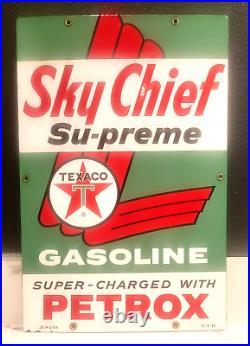 Sky Chief
Su-preme
TEXACO
T
GASOLINE
SUPER-CHARGED WITH
PETROX